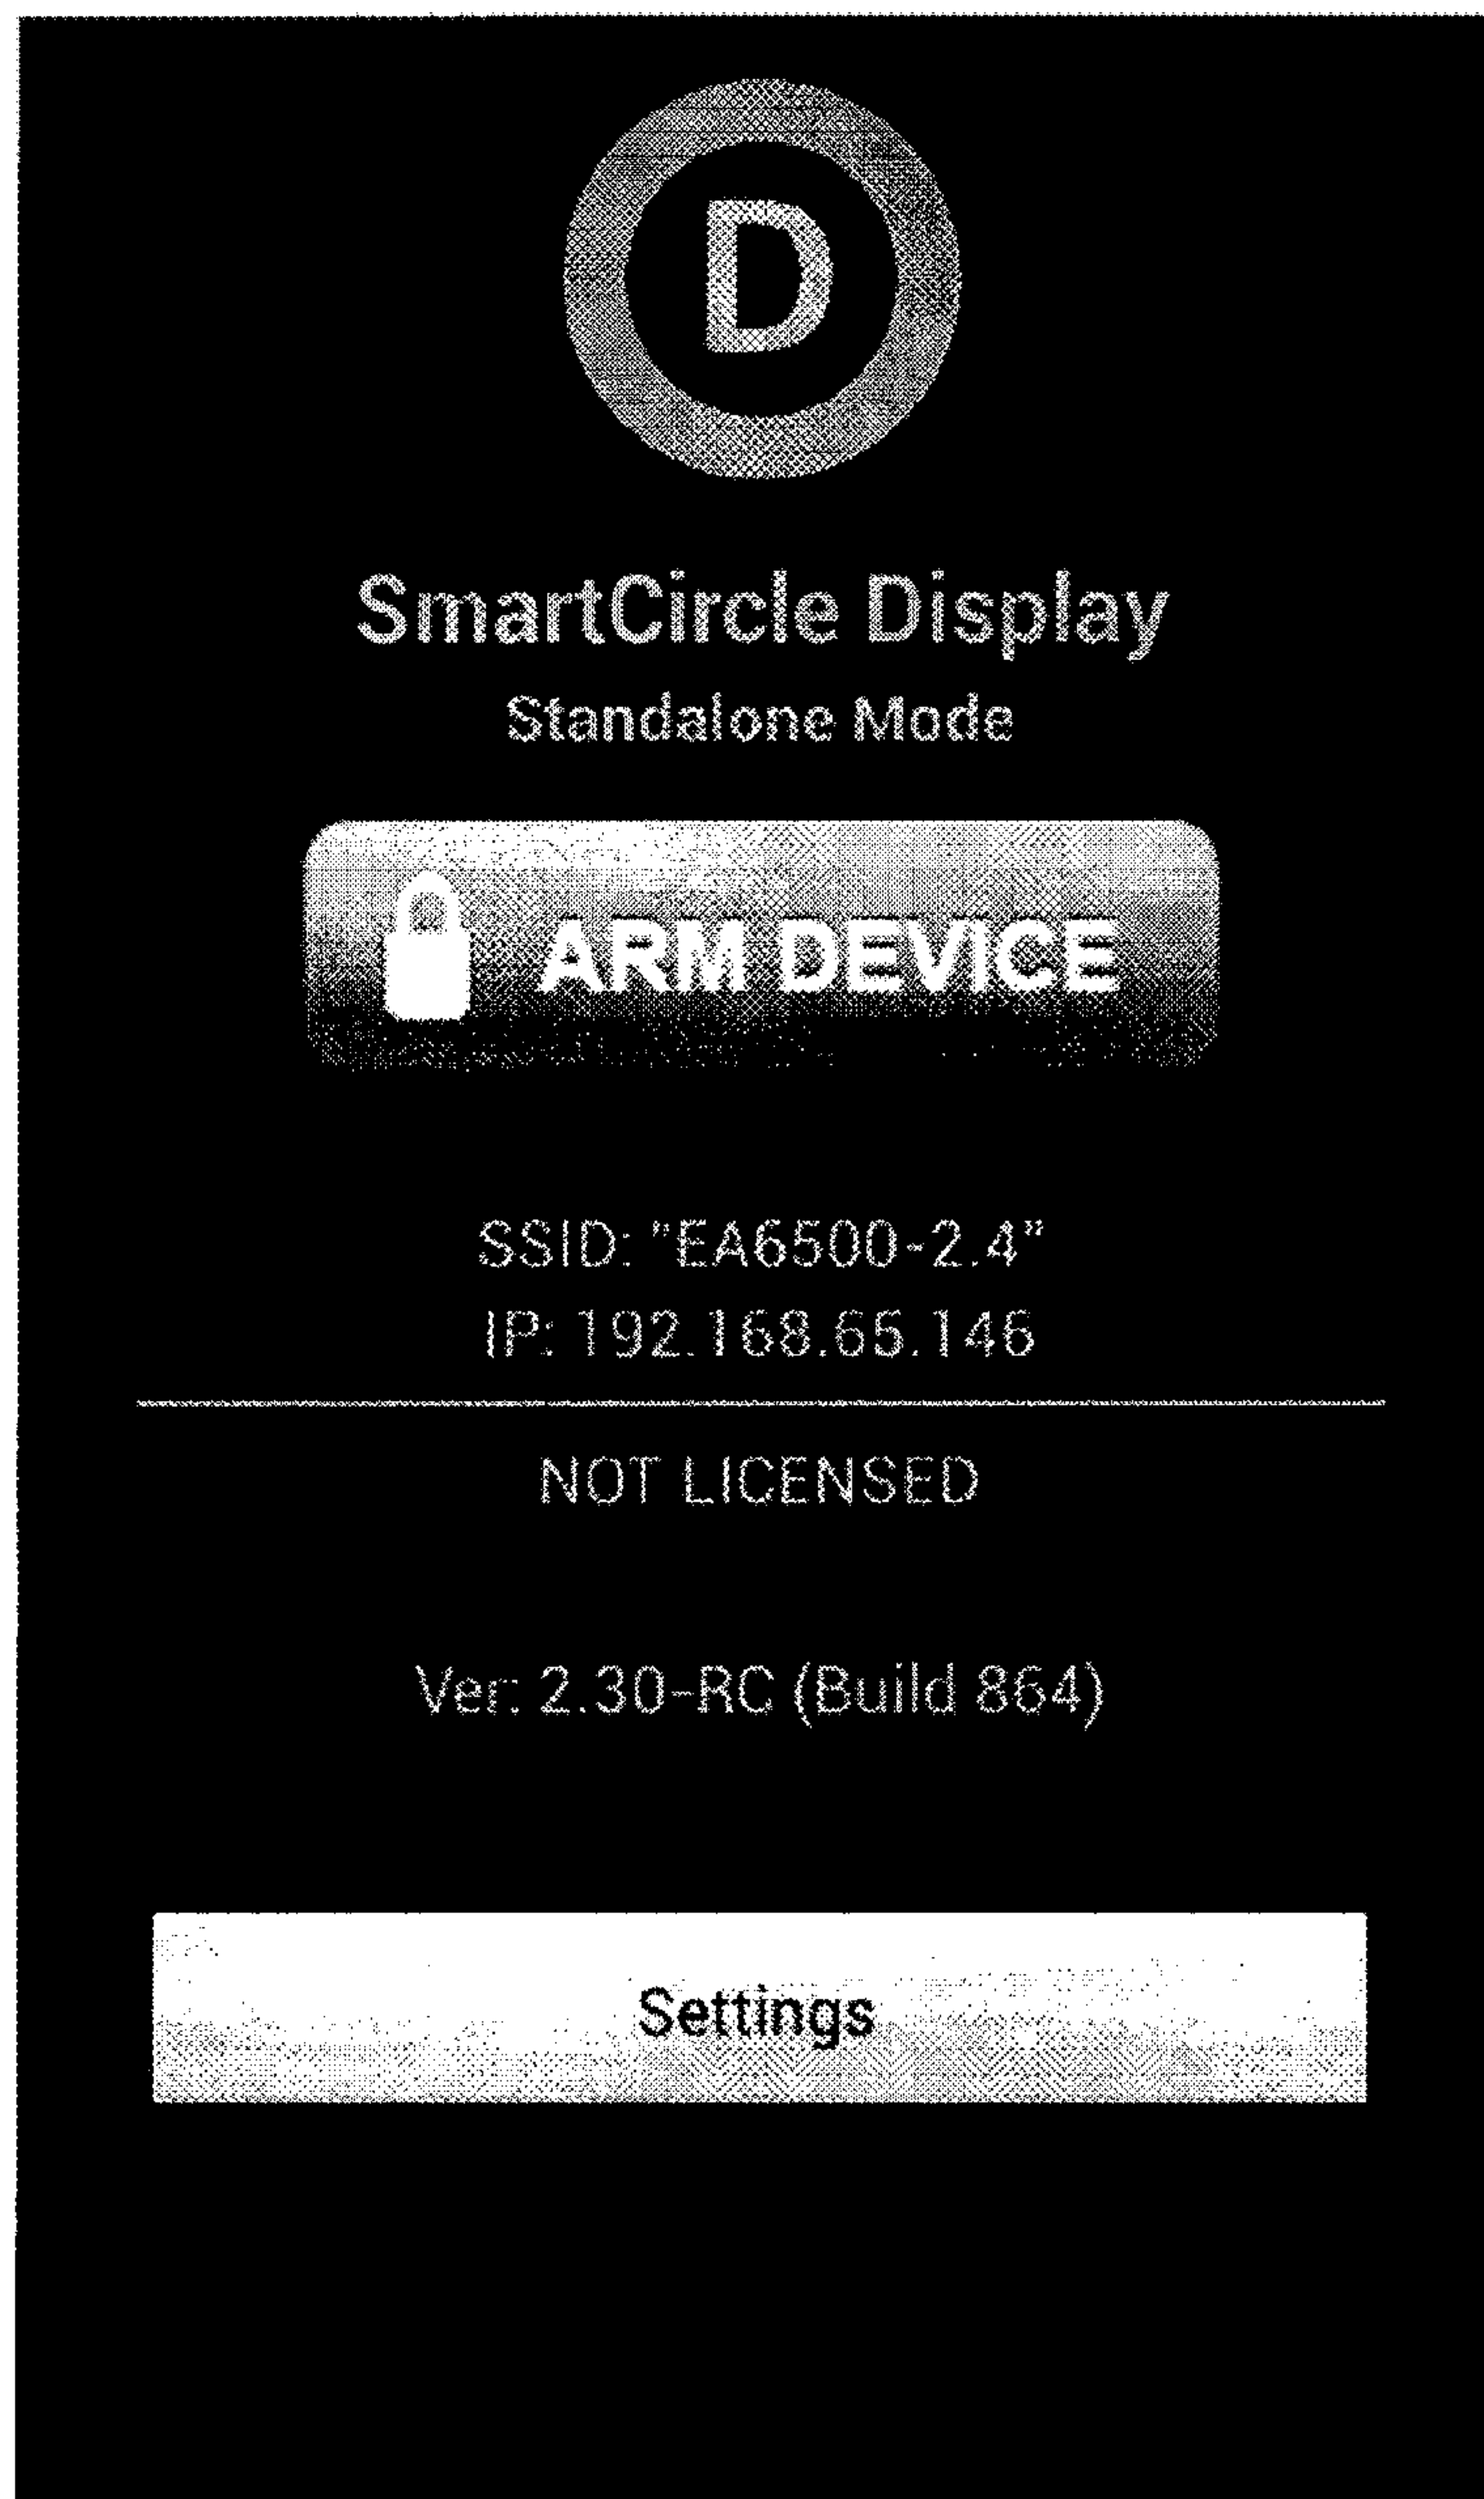 D
SmartCircle Display
Standalone Mode
ARM DEVICE
SSID: "EA6500-2.4"
IP: 192.168.65.146
NOT LICENSED
Ver: 2.30-RC (Build 864)
Settings